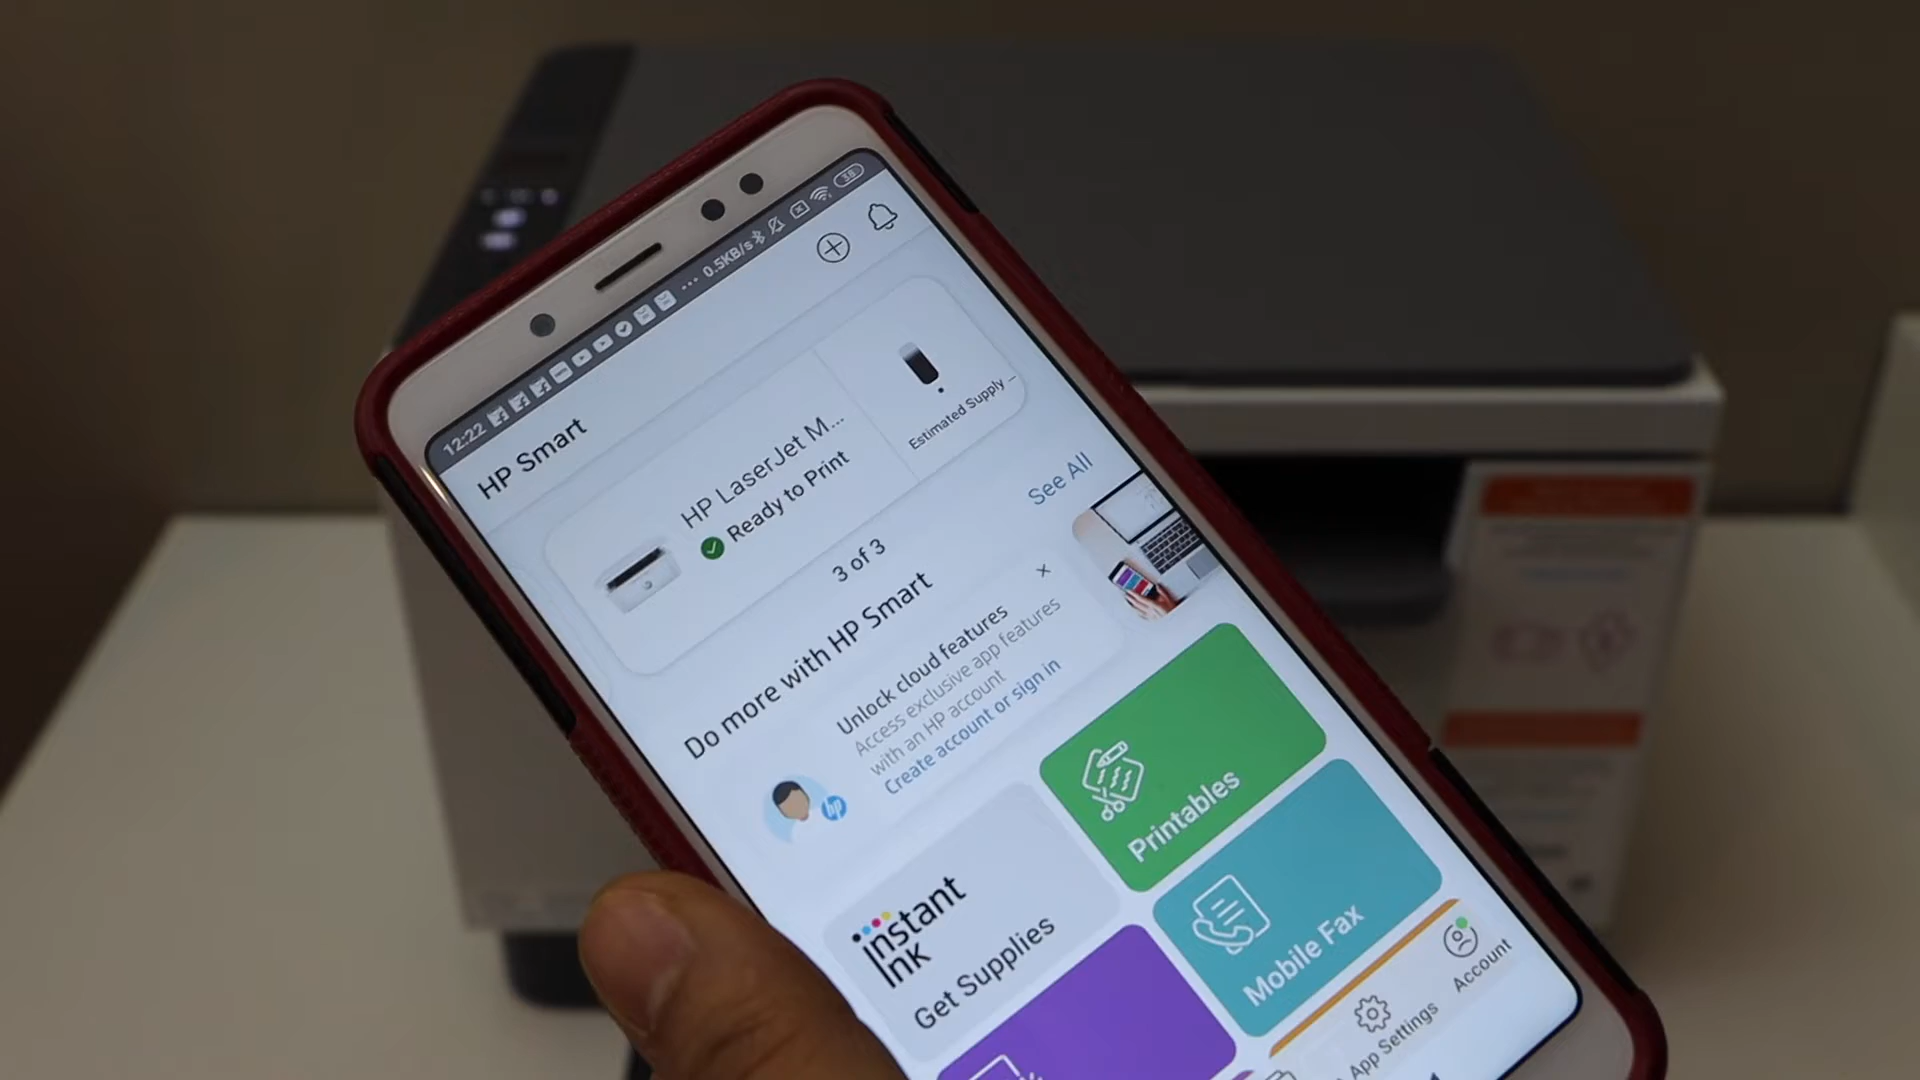 12:22
0.5KB/s
38
HP Smart
HP LaserJet M...
Ready to Print
Estimated Supply ...
3 of 3
See All
Do more with HP Smart
Unlock cloud features
Access exclusive app features
with an HP account
Create account or sign in
hp
Instant
Ink
Get Supplies
Printables
Mobile Fax
App Settings
Account